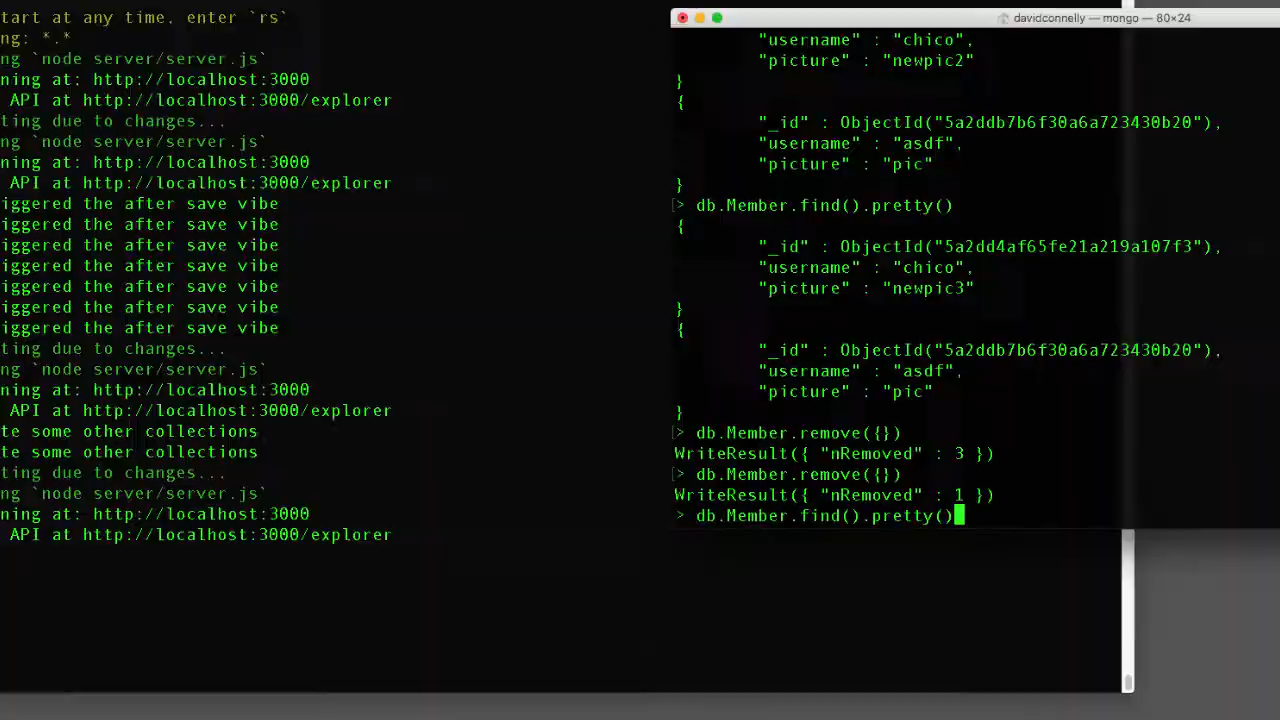 tart at any time, enter `rs`
ng: *.*
ng `node server/server.js`
ning at: http://localhost:3000
API at http://localhost:3000/explorer
ting due to changes...
ng `node server/server.js`
ning at: http://localhost:3000
API at http://localhost:3000/explorer
iggered the after save vibe
iggered the after save vibe
iggered the after save vibe
iggered the after save vibe
iggered the after save vibe
iggered the after save vibe
iggered the after save vibe
ting due to changes...
ng `node server/server.js`
ning at: http://localhost:3000
API at http://localhost:3000/explorer
te some other collections
te some other collections
ting due to changes...
ng `node server/server.js`
ning at: http://localhost:3000
API at http://localhost:3000/explorer
davidconnelly — mongo — 80×24
"username" : "chico",
"picture" : "newpic2"
}
{
"_id" : ObjectId("5a2ddb7b6f30a6a723430b20"),
"username" : "asdf",
"picture" : "pic"
}
> db.Member.find().pretty()
{
"_id" : ObjectId("5a2dd4af65fe21a219a107f3"),
"username" : "chico",
"picture" : "newpic3"
}
{
"_id" : ObjectId("5a2ddb7b6f30a6a723430b20"),
"username" : "asdf",
"picture" : "pic"
}
> db.Member.remove({})
WriteResult({ "nRemoved" : 3 })
> db.Member.remove({})
WriteResult({ "nRemoved" : 1 })
> db.Member.find().pretty()